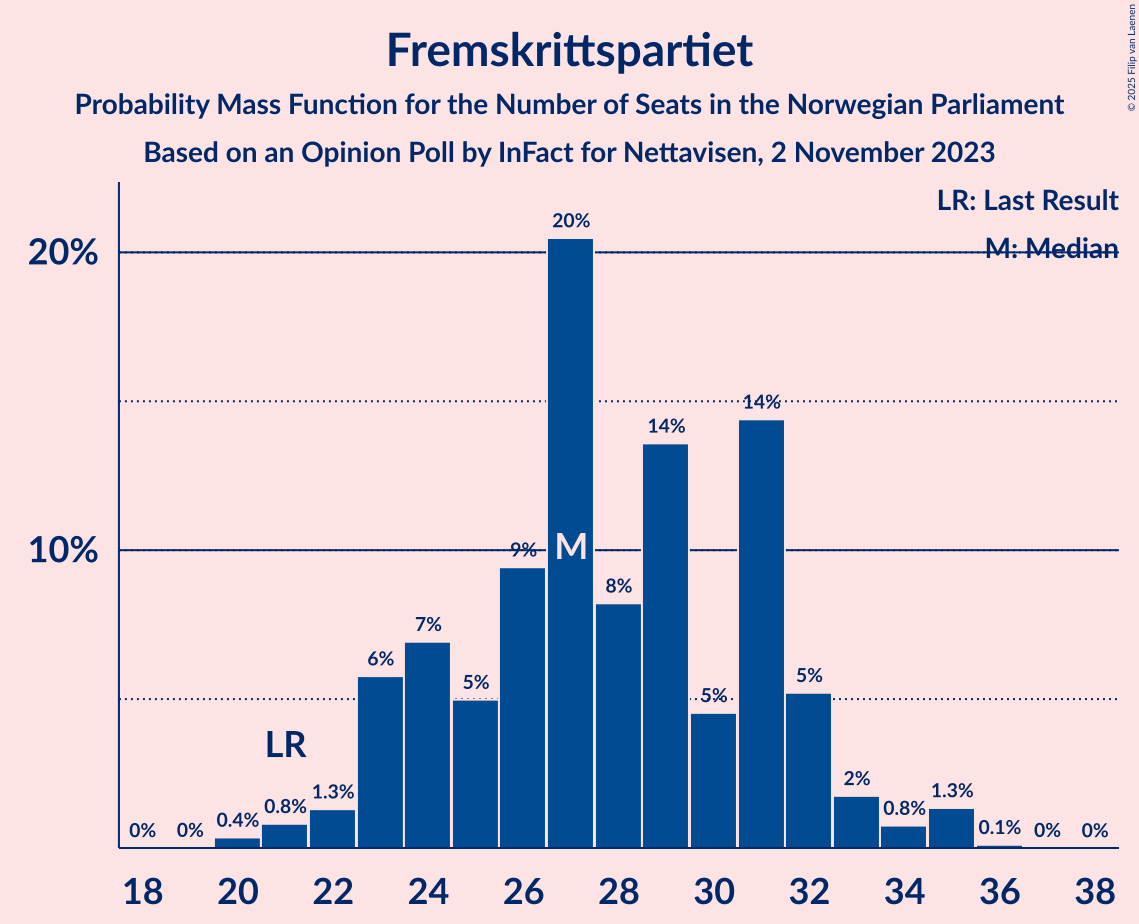 Fremskrittspartiet
Probability Mass Function for the Number of Seats in the Norwegian Parliament
Based on an Opinion Poll by InFact for Nettavisen, 2 November 2023
© 2025 Filip van Laenen
LR: Last Result
M: Median
20%
10%
0%
0%
0.4%
0.8%
1.3%
6%
7%
5%
9%
20%
8%
14%
5%
14%
5%
2%
0.8%
1.3%
0.1%
0%
0%
LR
M
18 20 22 24 26 28 30 32 34 36 38